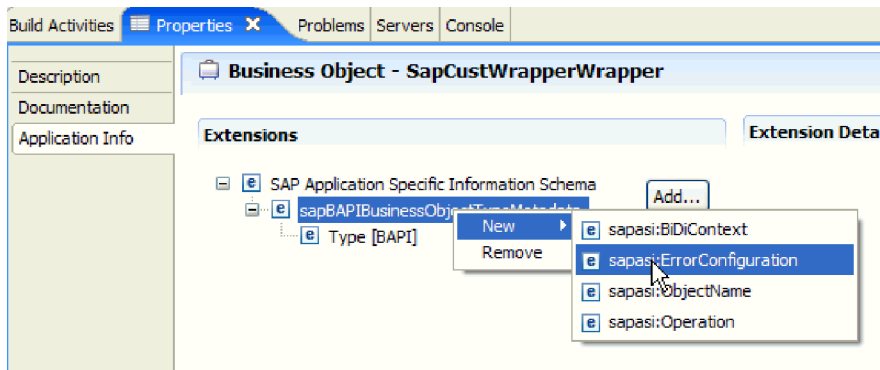 Build Activities Properties Problems Servers Console
Description
Documentation
Application Info
Business Object - SapCustWrapperWrapper
Extensions
Extension Deta
SAP Application Specific Information Schema
Add...
sapBAPIBusinessObjectTypeMetadata
Type [BAPI]
New
Remove
sapasi:BiDiContext
sapasi:ErrorConfiguration
sapasi:ObjectName
sapasi:Operation